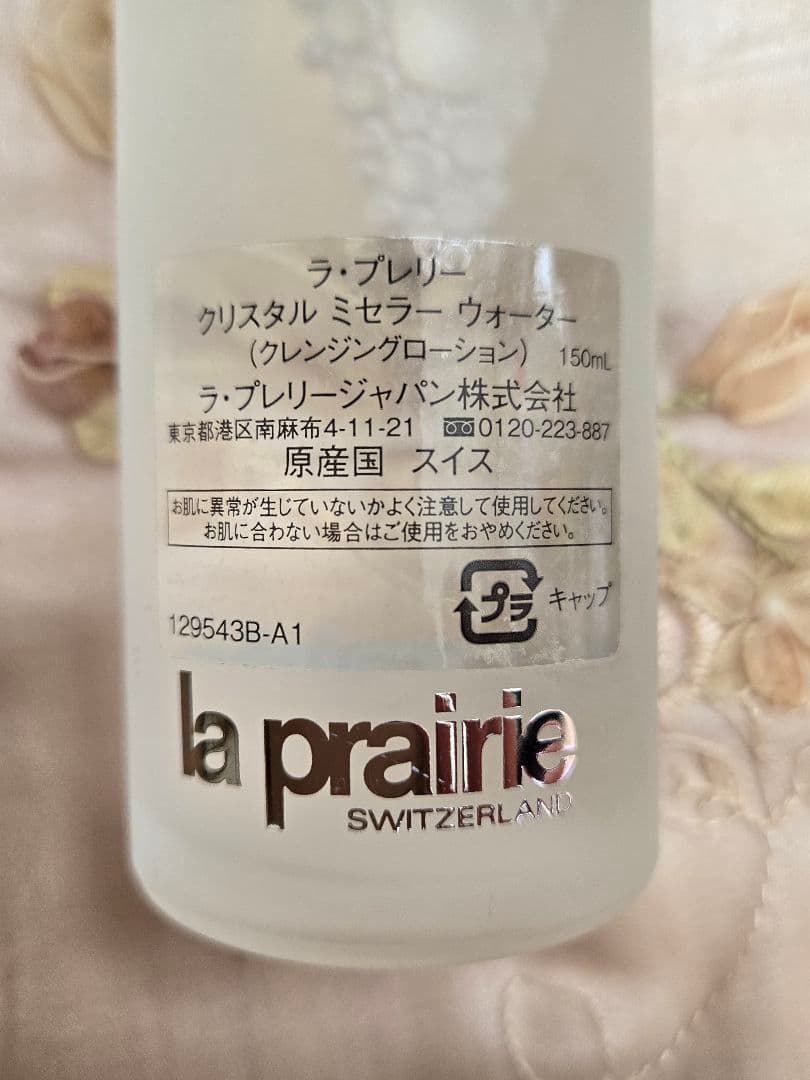 ラ・プレリー
クリスタル ミセラー ウォーター
(クレンジングローション) 150mL
ラ・プレリージャパン株式会社
東京都港区南麻布4-11-21 0120-223-887
原産国 スイス
お肌に異常が生じていないかよく注意して使用してください。
お肌に合わない場合はご使用をおやめください。
プラ キャップ
129543B-A1
la prairie
SWITZERLAND